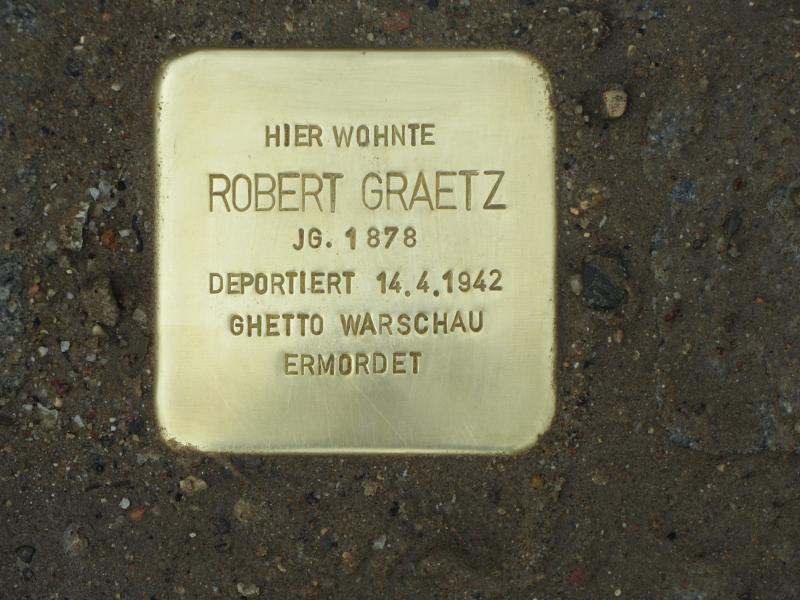 HIER WOHNTE
ROBERT GRAETZ
JG. 1878
DEPORTIERT 14.4.1942
GHETTO WARSCHAU
ERMORDET